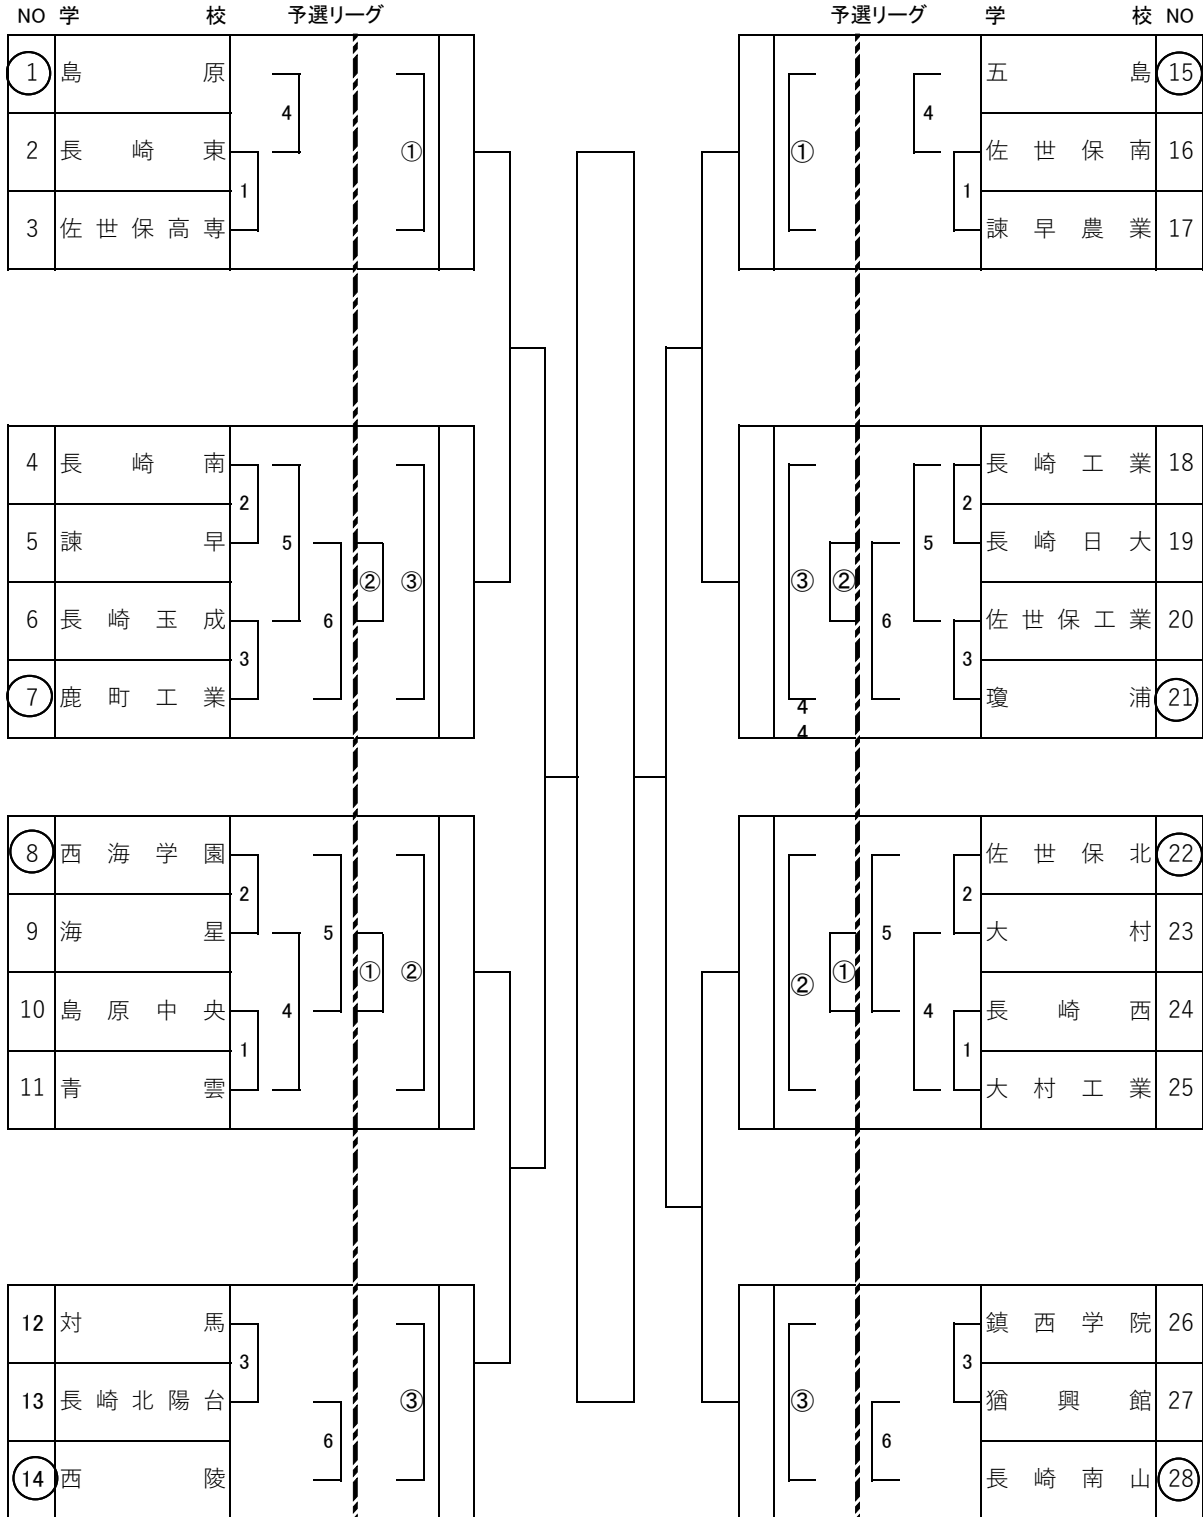 NO 学校 予選リーグ 予選リーグ 学校 NO
1 島原
4
2 長崎東
①
1
3 佐世保高専
4 長崎南
2
5 諫早
5
② ③
6 長崎玉成
6
3
7 鹿町工業
8 西海学園
2
9 海星
5
① ②
10 島原中央
4
1
11 青雲
12 対馬
3
13 長崎北陽台
③
6
14 西陵
五島 15
4
① 佐世保南 16
1
諫早農業 17
長崎工業 18
2
5 長崎日大 19
③ ②
6 佐世保工業 20
3
瓊浦 21
4
4
佐世保北 22
2
5 大村 23
② ①
4 長崎西 24
1
大村工業 25
鎮西学院 26
3
③ 猶興館 27
6
長崎南山 28